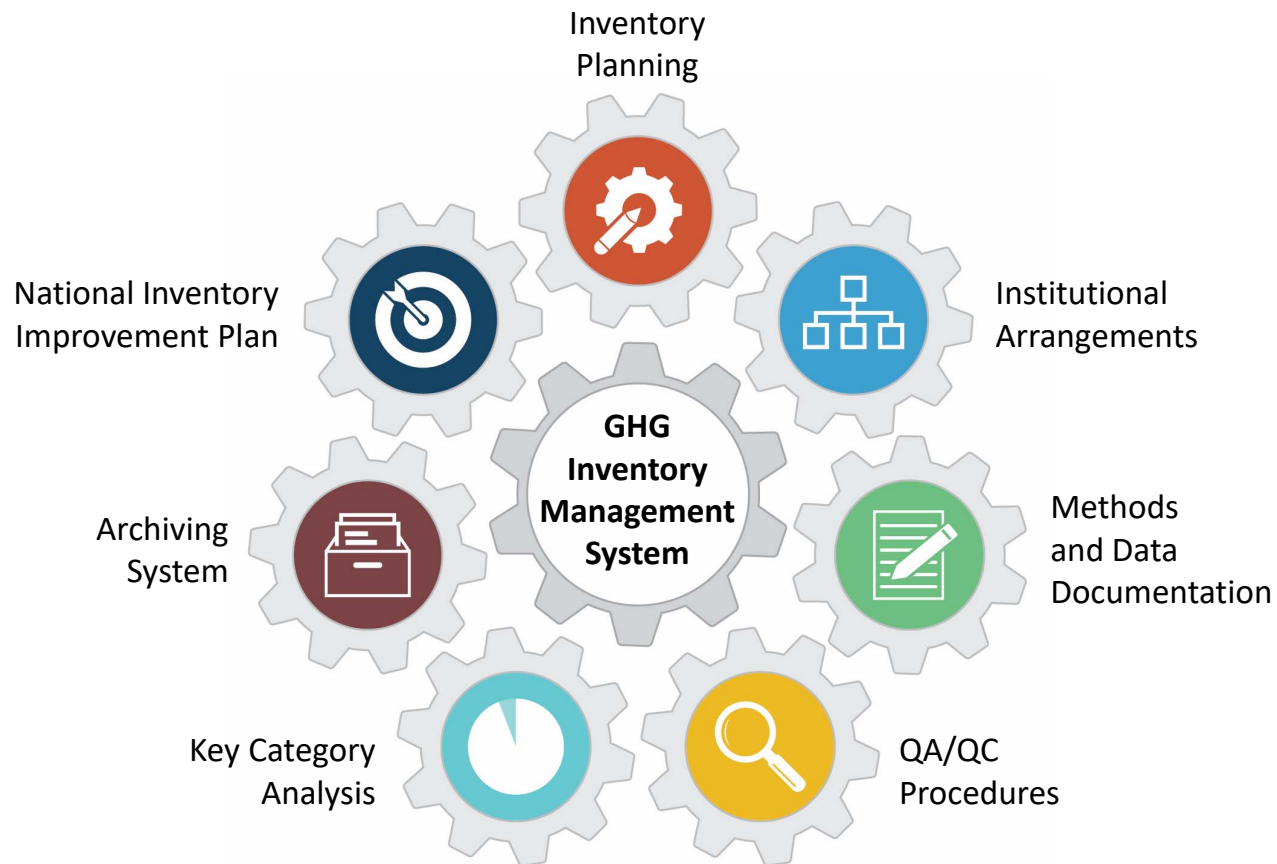 Inventory
Planning
Institutional
Arrangements
Methods
and Data
Documentation
QA/QC
Procedures
Key Category
Analysis
Archiving
System
National Inventory
Improvement Plan
GHG
Inventory
Management
System